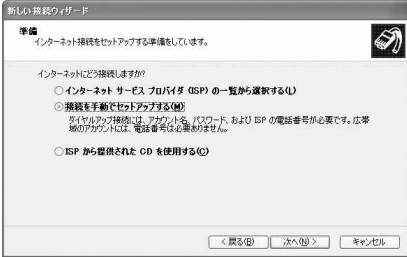 新しい接続ウィザード
準備
インターネット接続をセットアップする準備をしています。
インターネットにどう接続しますか?
インターネット サービス プロバイダ (ISP) の一覧から選択する(L)
接続を手動でセットアップする(M)
ダイヤルアップ接続には、アカウント名、パスワード、および ISP の電話番号が必要です。広帯
域のアカウントには、電話番号は必要ありません。
ISP から提供された CD を使用する(C)
< 戻る(B) 次へ(N) > キャンセル